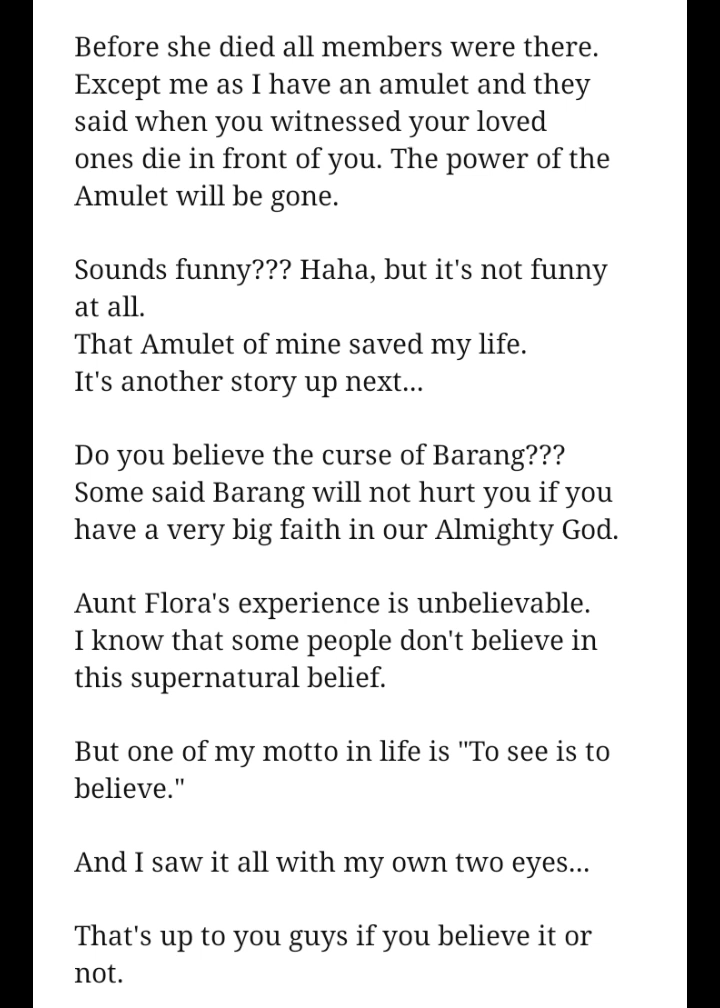 Before she died all members were there.
Except me as I have an amulet and they
said when you witnessed your loved
ones die in front of you. The power of the
Amulet will be gone.
Sounds funny??? Haha, but it's not funny
at all.
That Amulet of mine saved my life.
It's another story up next...
Do you believe the curse of Barang???
Some said Barang will not hurt you if you
have a very big faith in our Almighty God.
Aunt Flora's experience is unbelievable.
I know that some people don't believe in
this supernatural belief.
But one of my motto in life is "To see is to
believe."
And I saw it all with my own two eyes...
That's up to you guys if you believe it or
not.